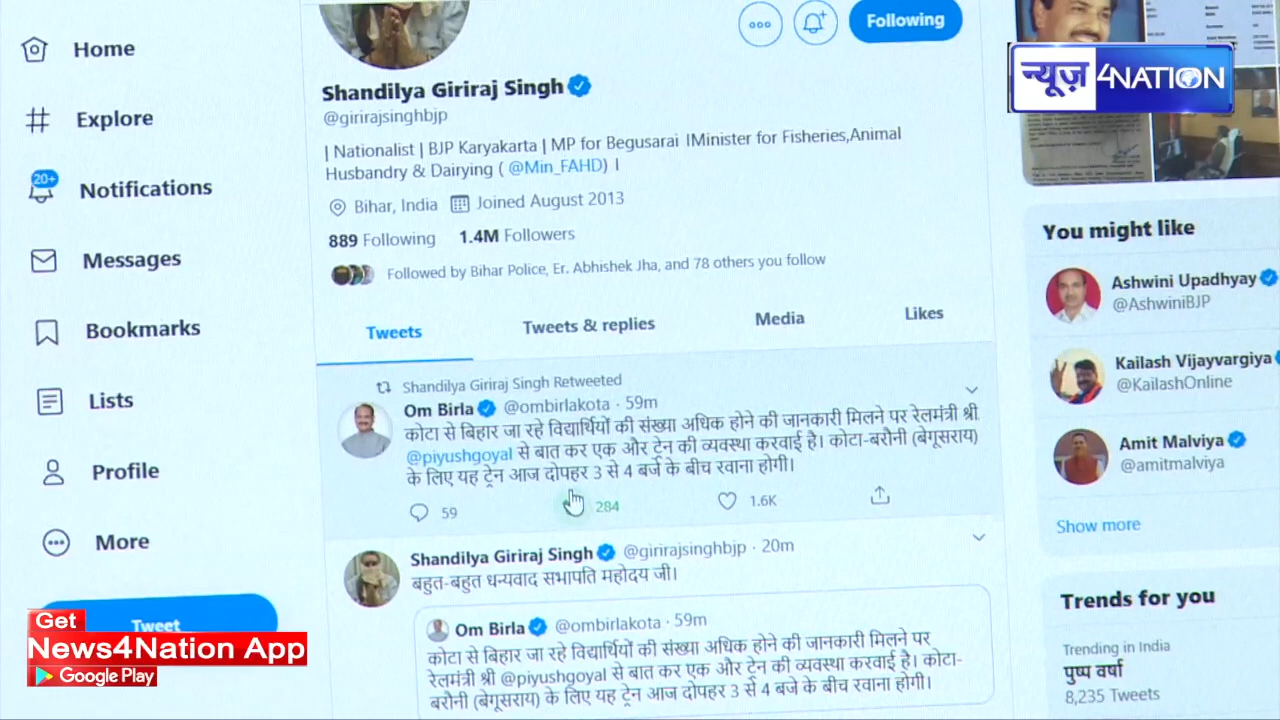 Home
Explore
20+
Notifications
Messages
Bookmarks
Lists
Profile
More
Tweet
Get
News4Nation App
Google Play
Following
Shandilya Giriraj Singh
@girirajsinghbjp
| Nationalist | BJP Karyakarta | MP for Begusarai |Minister for Fisheries,Animal
Husbandry & Dairying ( @Min_FAHD) |
Bihar, India Joined August 2013
889 Following 1.4M Followers
Followed by Bihar Police, Er. Abhishek Jha, and 78 others you follow
Tweets Tweets & replies Media Likes
Shandilya Giriraj Singh Retweeted
Om Birla @ombirlakota · 59m
कोटा से बिहार जा रहे विद्यार्थियों की संख्या अधिक होने की जानकारी मिलने पर रेलमंत्री श्री
@piyushgoyal से बात कर एक और ट्रेन की व्यवस्था करवाई है। कोटा-बरौनी (बेगूसराय)
के लिए यह ट्रेन आज दोपहर 3 से 4 बजे के बीच रवाना होगी।
59 284 1.6K
Shandilya Giriraj Singh @girirajsinghbjp · 20m
बहुत-बहुत धन्यवाद सभापति महोदय जी।
Om Birla @ombirlakota · 59m
कोटा से बिहार जा रहे विद्यार्थियों की संख्या अधिक होने की जानकारी मिलने पर
रेलमंत्री श्री @piyushgoyal से बात कर एक और ट्रेन की व्यवस्था करवाई है। कोटा-
बरौनी (बेगूसराय) के लिए यह ट्रेन आज दोपहर 3 से 4 बजे के बीच रवाना होगी।
न्यूज़ 4NATION
You might like
Ashwini Upadhyay
@AshwiniBJP
Kailash Vijayvargiya
@KailashOnline
Amit Malviya
@amitmalviya
Show more
Trends for you
Trending in India
पुष्प वर्षा
8,235 Tweets